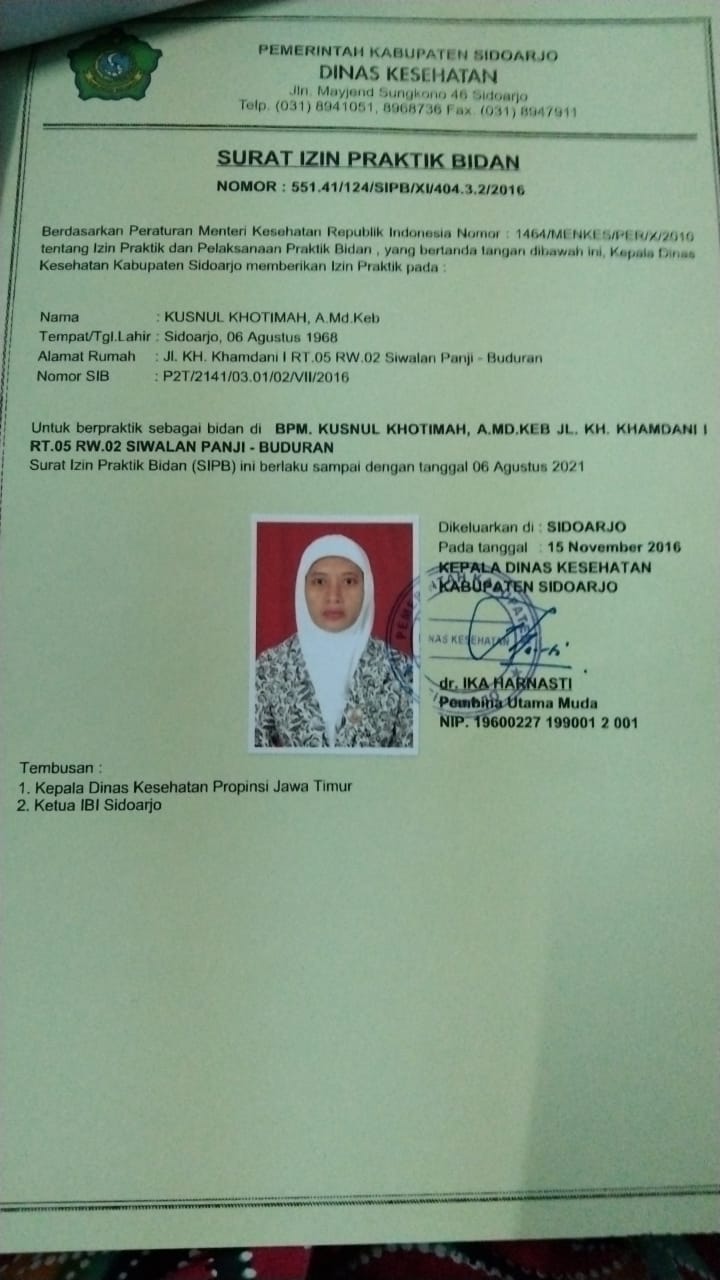 PEMERINTAH KABUPATEN SIDOARJO
DINAS KESEHATAN
Jln. Mayjend Sungkono 46 Sidoarjo
Telp. (031) 8941051, 8968736 Fax. (031) 8947911
SURAT IZIN PRAKTIK BIDAN
NOMOR : 551.41/124/SIPB/XI/404.3.2/2016
Berdasarkan Peraturan Menteri Kesehatan Republik Indonesia Nomor : 1464/MENKES/PER/X/2010
tentang Izin Praktik dan Pelaksanaan Praktik Bidan , yang bertanda tangan dibawah ini, Kepala Dinas
Kesehatan Kabupaten Sidoarjo memberikan Izin Praktik pada :
Nama : KUSNUL KHOTIMAH, A.Md.Keb
Tempat/Tgl.Lahir : Sidoarjo, 06 Agustus 1968
Alamat Rumah : Jl. KH. Khamdani I RT.05 RW.02 Siwalan Panji - Buduran
Nomor SIB : P2T/2141/03.01/02/VII/2016
Untuk berpraktik sebagai bidan di BPM. KUSNUL KHOTIMAH, A.MD.KEB JL. KH. KHAMDANI I
RT.05 RW.02 SIWALAN PANJI - BUDURAN
Surat Izin Praktik Bidan (SIPB) ini berlaku sampai dengan tanggal 06 Agustus 2021
Dikeluarkan di : SIDOARJO
Pada tanggal : 15 November 2016
KEPALA DINAS KESEHATAN
KABUPATEN SIDOARJO
NAS KESEHATAN
dr. IKA HARNASTI
Pembina Utama Muda
NIP. 19600227 199001 2 001
Tembusan :
1. Kepala Dinas Kesehatan Propinsi Jawa Timur
2. Ketua IBI Sidoarjo